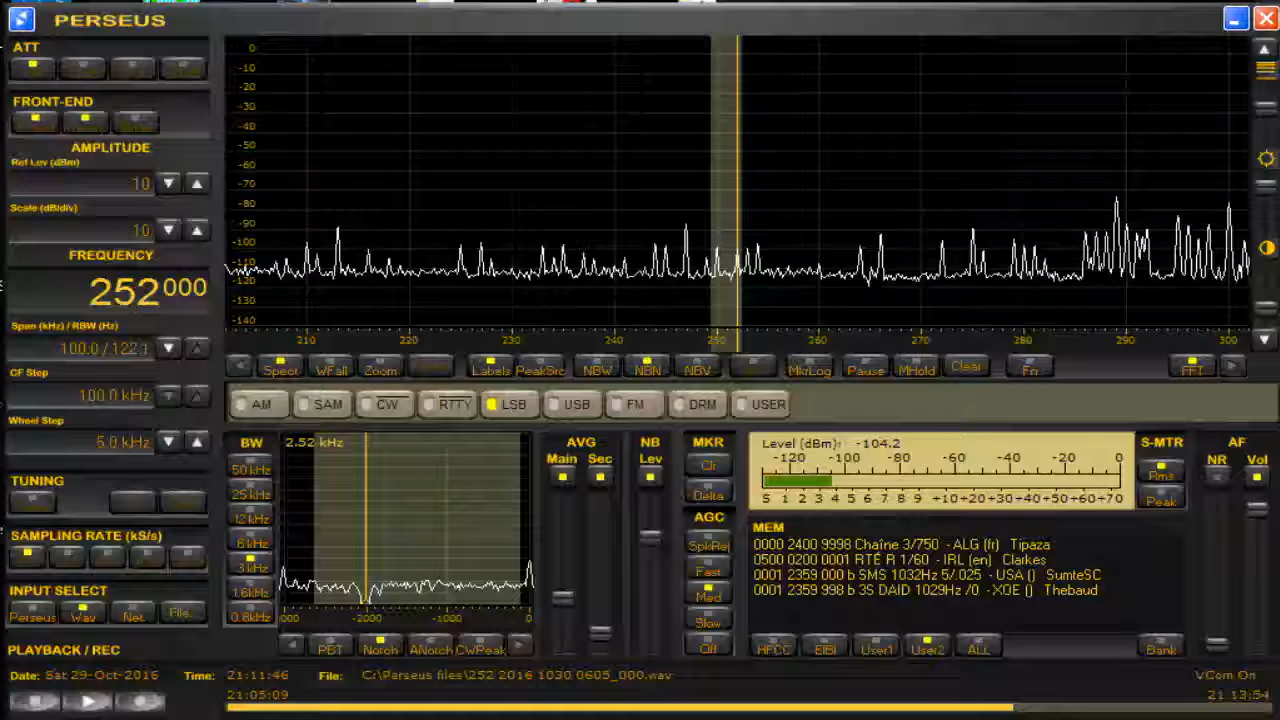 PERSEUS
ATT
FRONT-END
AMPLITUDE
Ref Lev (dBm)
10
Scale (dB/div)
10
FREQUENCY
252 000
Span (kHz) / RBW (Hz)
100.0 / 122.1
CF Step
100.0 kHz
Wheel Step
5.0 kHz
TUNING
SAMPLING RATE (kS/s)
INPUT SELECT
Perseus Wav Net File
PLAYBACK / REC
0
-10
-20
-30
-40
-50
-60
-70
-80
-90
-100
-110
-120
-130
-140
210 220 230 240 250 260 270 280 290 300
Spect WFall Zoom Labels PeakSrc NBW NBN NBV MkrLog Pause MHold Clear Fn FFT
AM SAM CW RTTY LSB USB FM DRM USER
BW
50 kHz
25 kHz
12 kHz
6 kHz
3 kHz
1.6kHz
0.8kHz
2.52 kHz
000 -2000 -1000 0
PBT Notch ANotch CWPeak
AVG
Main Sec
NB
Lev
MKR
Clr
Delta
AGC
SpkRej
Fast
Med
Slow
Off
Level (dBm): -104.2
-120 -100 -80 -60 -40 -20 0
S 1 2 3 4 5 6 7 8 9 +10+20+30+40+50+60+70
S-MTR
Rms
Peak
AF
NR Vol
MEM
0000 2400 9998 Chaîne 3/750 - ALG (fr) Tipaza
0500 0200 0001 RTÉ R 1/60 - IRL (en) Clarkes
0001 2359 000 b SMS 1032Hz 5/.025 - USA () SumteSC
0001 2359 998 b 3S DAID 1029Hz /0 - XOE () Thebaud
HFCC EIBI User1 User2 ALL Bank
Date: Sat 29-Oct-2016 Time: 21:11:46 File: C:\Perseus files\252 2016 1030 0605_000.wav VCom On
21:05:09 21:13:54